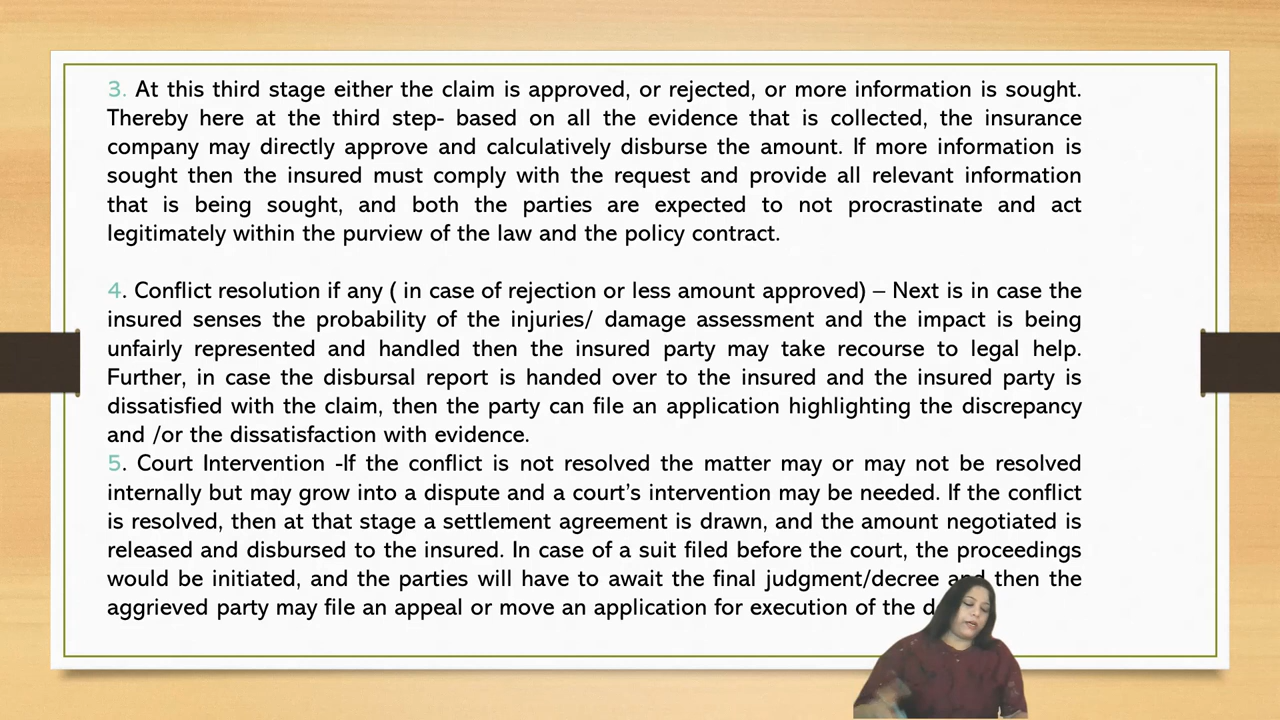 3. At this third stage either the claim is approved, or rejected, or more information is sought.
Thereby here at the third step- based on all the evidence that is collected, the insurance
company may directly approve and calculatively disburse the amount. If more information is
sought then the insured must comply with the request and provide all relevant information
that is being sought, and both the parties are expected to not procrastinate and act
legitimately within the purview of the law and the policy contract.
4. Conflict resolution if any ( in case of rejection or less amount approved) – Next is in case the
insured senses the probability of the injuries/ damage assessment and the impact is being
unfairly represented and handled then the insured party may take recourse to legal help.
Further, in case the disbursal report is handed over to the insured and the insured party is
dissatisfied with the claim, then the party can file an application highlighting the discrepancy
and /or the dissatisfaction with evidence.
5. Court Intervention -If the conflict is not resolved the matter may or may not be resolved
internally but may grow into a dispute and a court’s intervention may be needed. If the conflict
is resolved, then at that stage a settlement agreement is drawn, and the amount negotiated is
released and disbursed to the insured. In case of a suit filed before the court, the proceedings
would be initiated, and the parties will have to await the final judgment/decree and then the
aggrieved party may file an appeal or move an application for execution of the